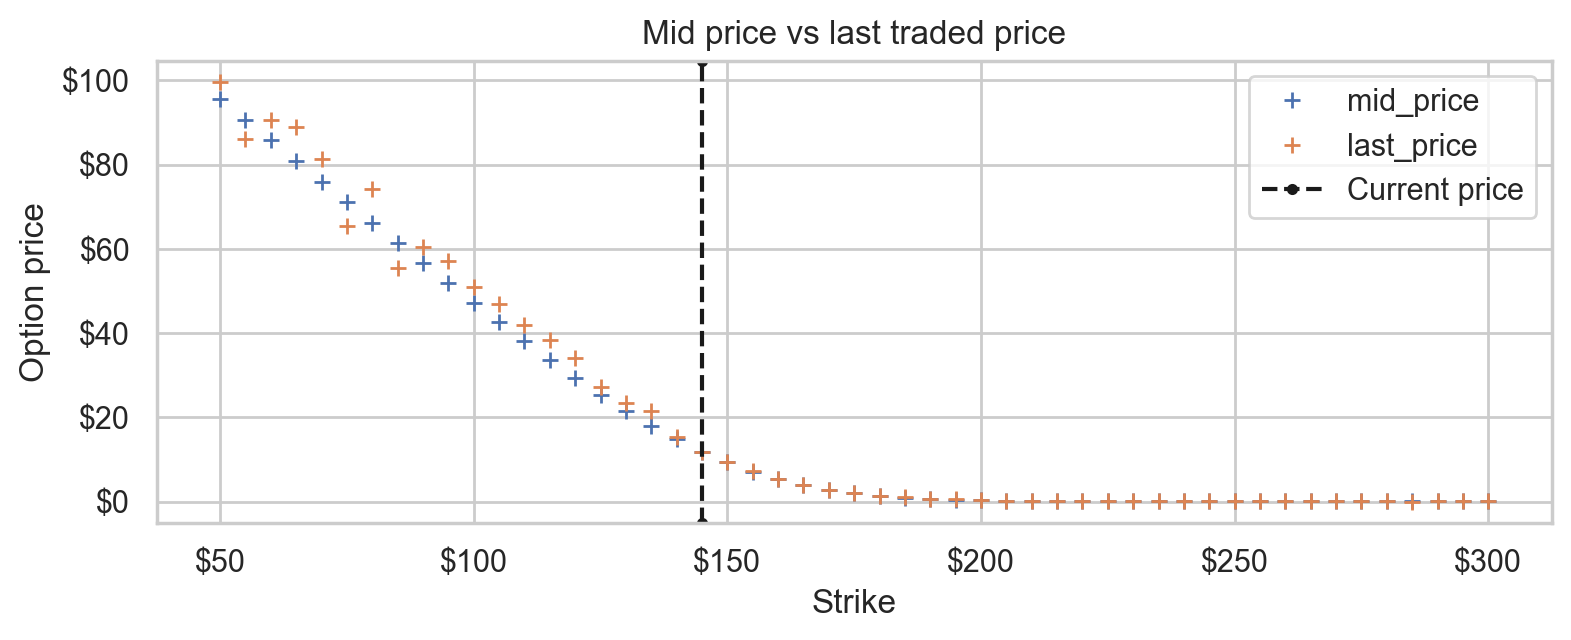 Mid price vs last traded price
$100
$80
$60
$40
$20
$0
Option price
mid_price
last_price
Current price
$50 $100 $150 $200 $250 $300
Strike